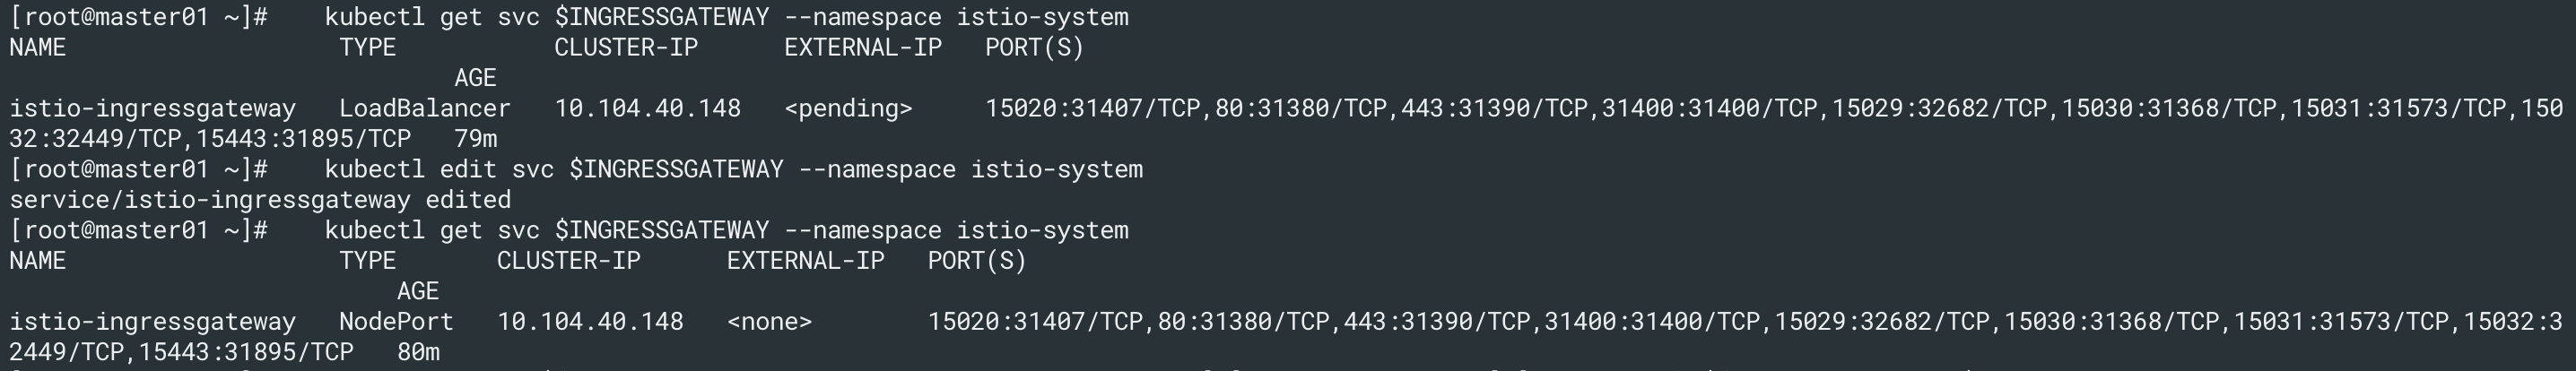 [root@master01 ~]#    kubectl get svc $INGRESSGATEWAY --namespace istio-system
NAME                   TYPE           CLUSTER-IP      EXTERNAL-IP   PORT(S)
                               AGE
istio-ingressgateway   LoadBalancer   10.104.40.148   <pending>     15020:31407/TCP,80:31380/TCP,443:31390/TCP,31400:31400/TCP,15029:32682/TCP,15030:31368/TCP,15031:31573/TCP,150
32:32449/TCP,15443:31895/TCP   79m
[root@master01 ~]#    kubectl edit svc $INGRESSGATEWAY --namespace istio-system
service/istio-ingressgateway edited
[root@master01 ~]#    kubectl get svc $INGRESSGATEWAY --namespace istio-system
NAME                   TYPE       CLUSTER-IP      EXTERNAL-IP   PORT(S)
                           AGE
istio-ingressgateway   NodePort   10.104.40.148   <none>        15020:31407/TCP,80:31380/TCP,443:31390/TCP,31400:31400/TCP,15029:32682/TCP,15030:31368/TCP,15031:31573/TCP,15032:3
2449/TCP,15443:31895/TCP   80m